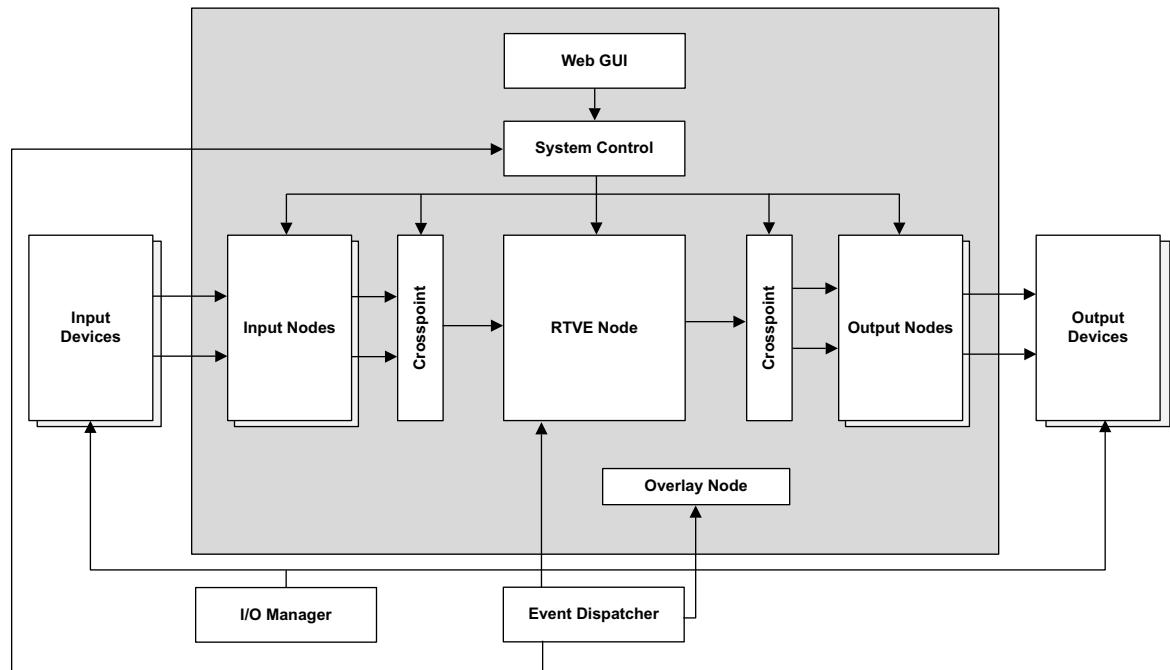 Web GUI
System Control
Input
Devices
Input Nodes
Crosspoint
RTVE Node
Crosspoint
Output Nodes
Output
Devices
Overlay Node
I/O Manager
Event Dispatcher